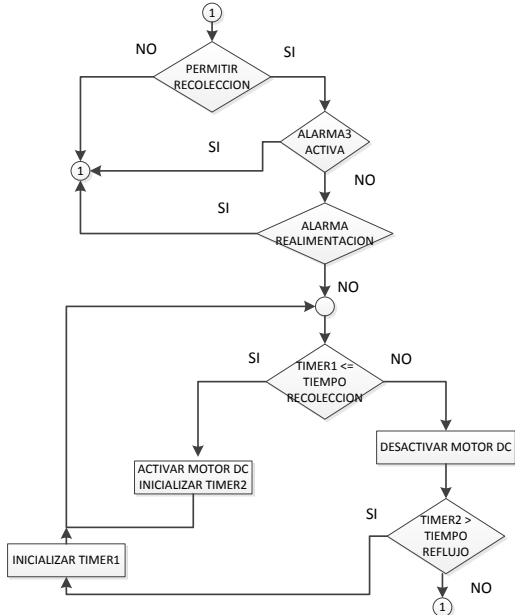 1
NO
SI
PERMITIR
RECOLECCION
SI
ALARMA3
ACTIVA
1
NO
SI
ALARMA
REALIMENTACION
NO
SI
NO
TIMER1 <=
TIEMPO
RECOLECCION
DESACTIVAR MOTOR DC
ACTIVAR MOTOR DC
INICIALIZAR TIMER2
SI
TIMER2 >
TIEMPO
REFLUJO
INICIALIZAR TIMER1
NO
1